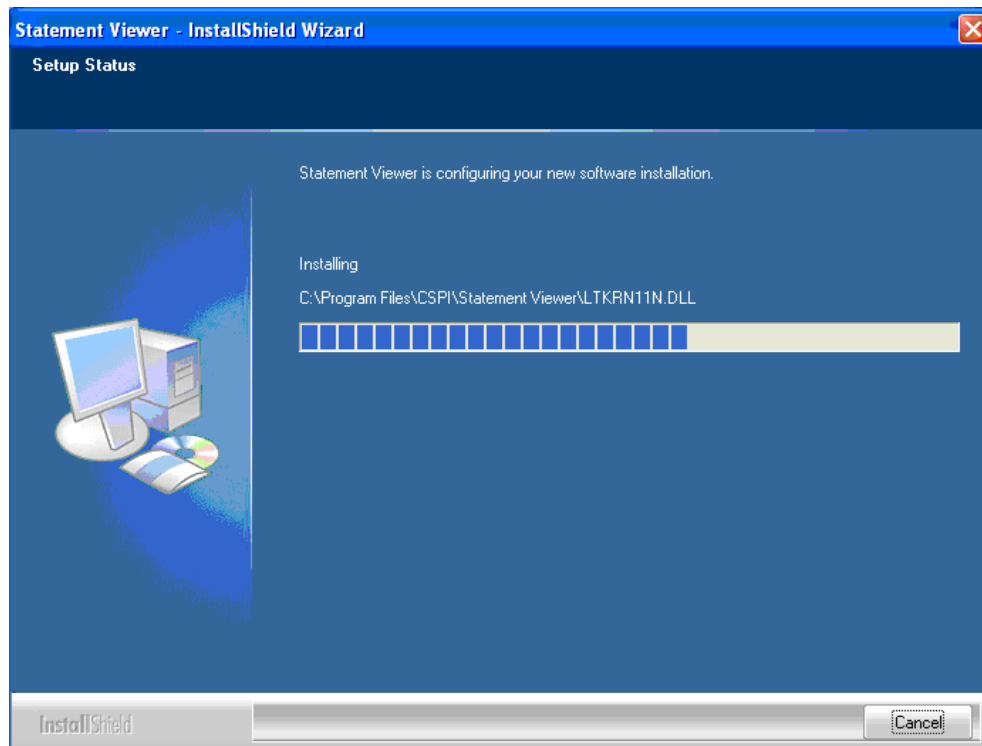 Statement Viewer - InstallShield Wizard
Setup Status
Statement Viewer is configuring your new software installation.
Installing
C:\Program Files\CSPI\Statement Viewer\LTKRN11N.DLL
InstallShield
Cancel